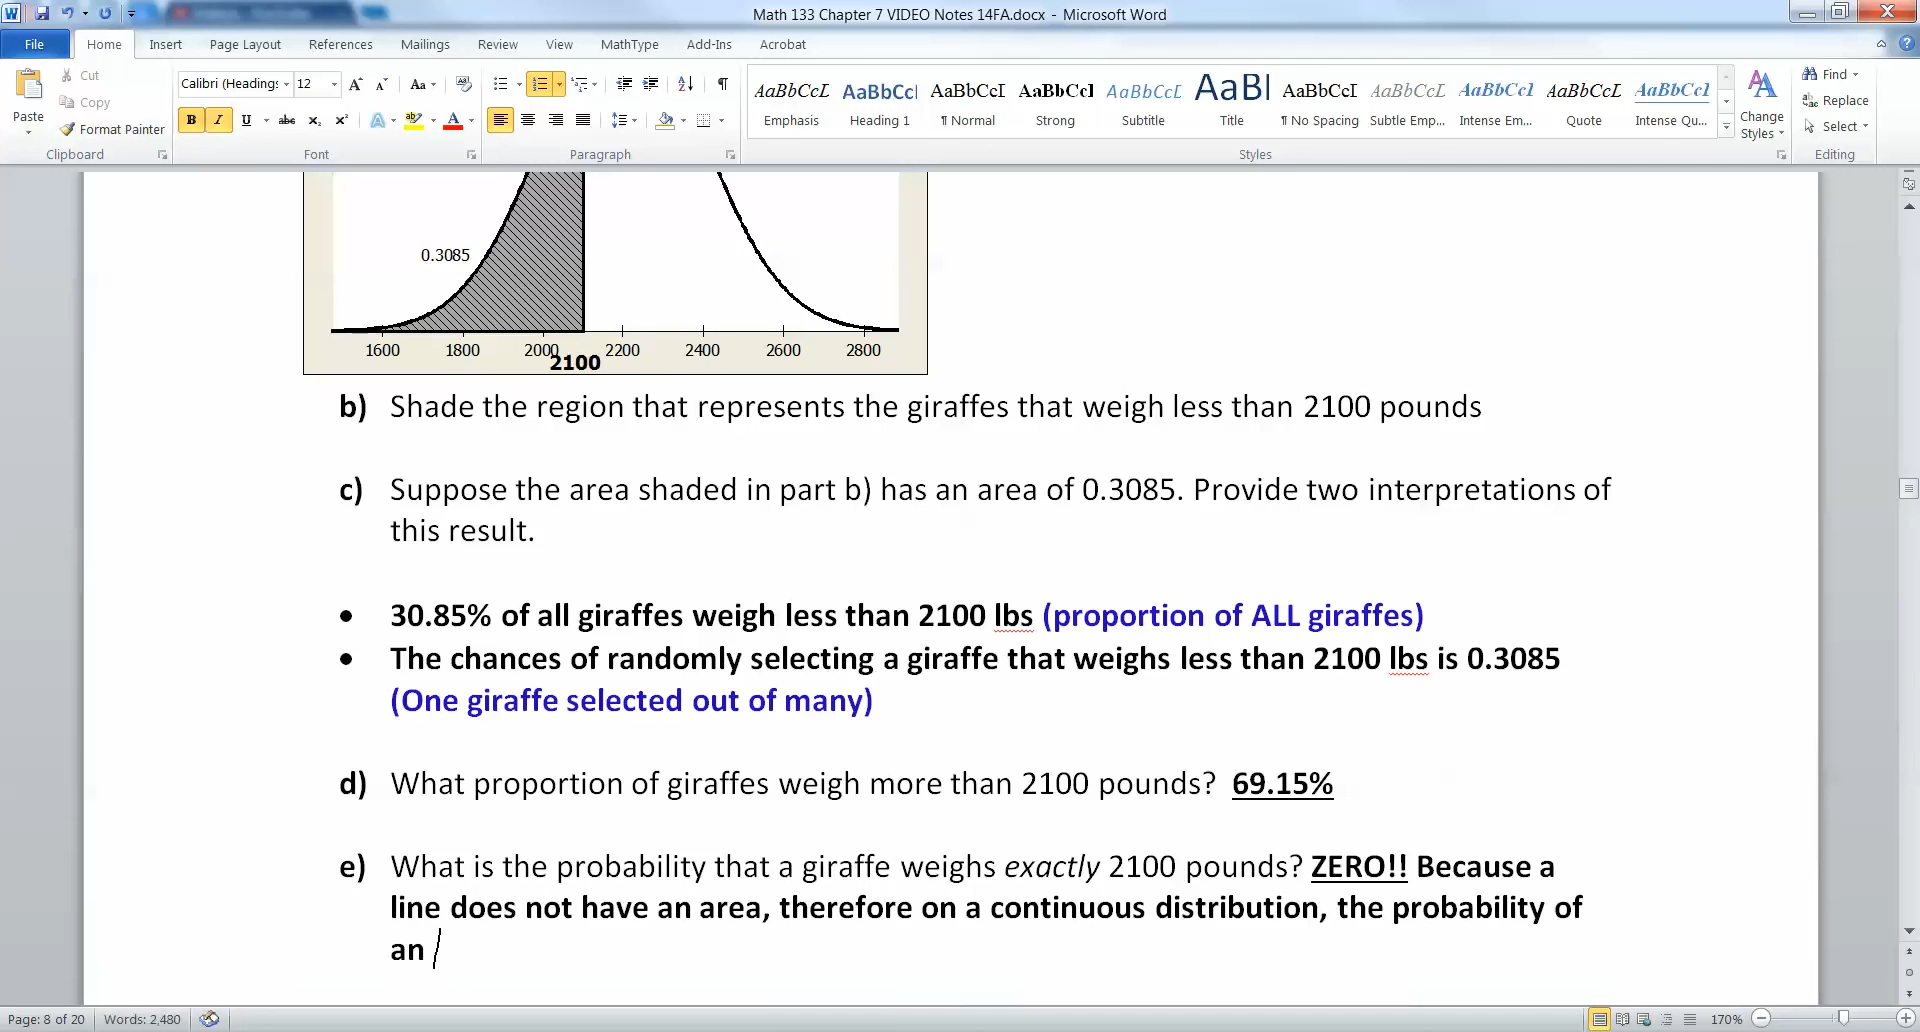 Math 133 Chapter 7 VIDEO Notes 14FA.docx - Microsoft Word
File Home Insert Page Layout References Mailings Review View MathType Add-Ins Acrobat
Paste
Cut
Copy
Format Painter
Clipboard
Calibri (Headings 12
Font
Paragraph
AaBbCcL Emphasis
AaBbCcI Heading 1
AaBbCcI ¶ Normal
AaBbCcI Strong
AaBbCcL Subtitle
AaBI Title
AaBbCcI ¶ No Spacing
AaBbCcL Subtle Emp...
AaBbCcI Intense Em...
AaBbCcL Quote
AaBbCcI Intense Qu...
Change Styles
Styles
Find
Replace
Select
Editing
0.3085
1600 1800 2000 2200 2400 2600 2800
2100
b) Shade the region that represents the giraffes that weigh less than 2100 pounds
c) Suppose the area shaded in part b) has an area of 0.3085. Provide two interpretations of
this result.
• 30.85% of all giraffes weigh less than 2100 lbs (proportion of ALL giraffes)
• The chances of randomly selecting a giraffe that weighs less than 2100 lbs is 0.3085
(One giraffe selected out of many)
d) What proportion of giraffes weigh more than 2100 pounds? 69.15%
e) What is the probability that a giraffe weighs exactly 2100 pounds? ZERO!! Because a
line does not have an area, therefore on a continuous distribution, the probability of
an
Page: 8 of 20 Words: 2,480 170%